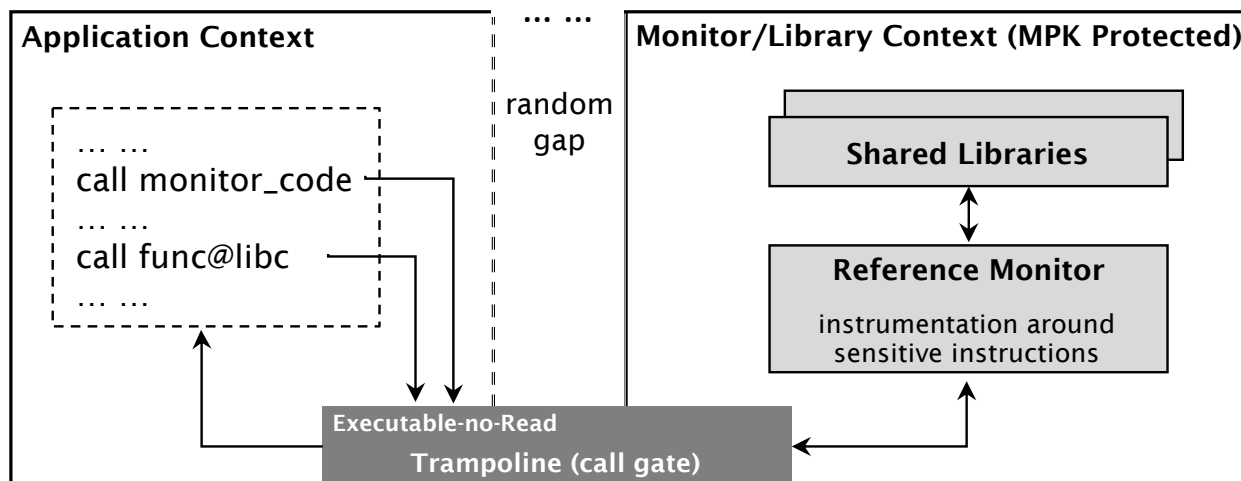 Application Context
… …
call monitor_code
… …
call func@libc
… …
… …
random
gap
Monitor/Library Context (MPK Protected)
Shared Libraries
Reference Monitor
instrumentation around
sensitive instructions
Executable-no-Read
Trampoline (call gate)